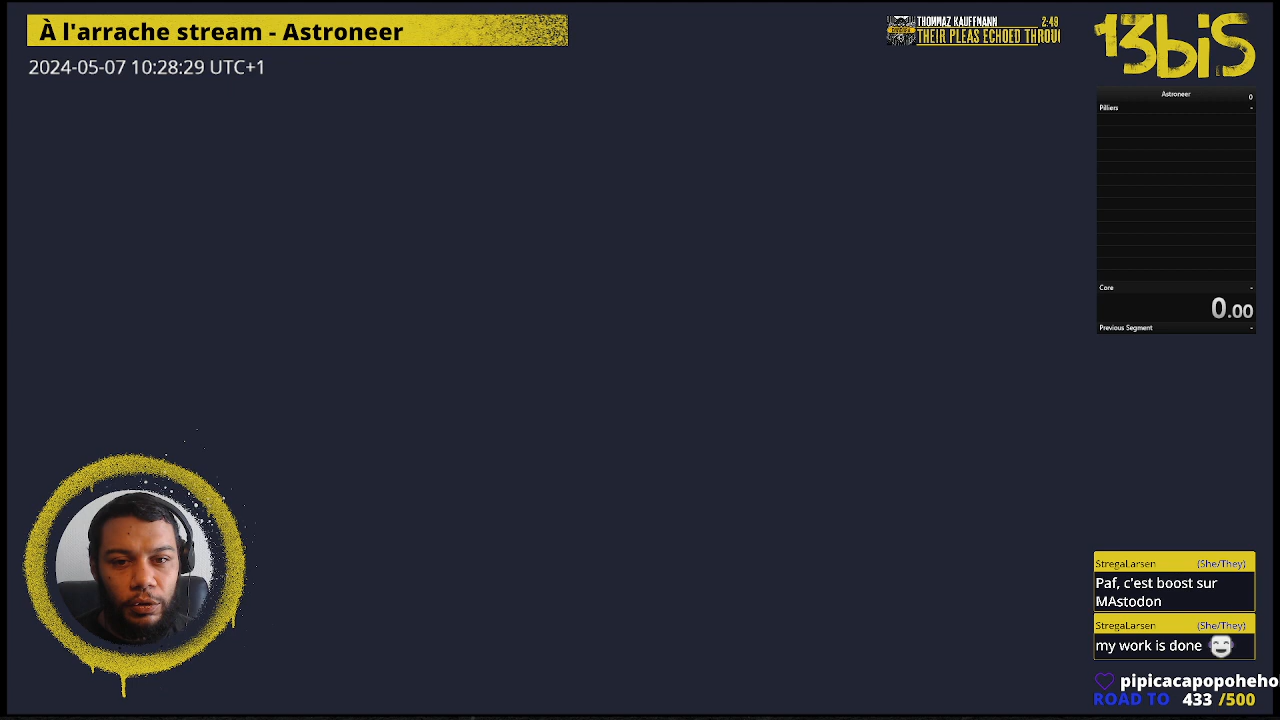 À l'arrache stream - Astroneer
2024-05-07 10:28:29 UTC+1
THOMMAZ KAUFFMANN 2:49
THEIR PLEAS ECHOED THROU
13biS
Astroneer 0
Pilliers -
Core -
0.00
Previous Segment -
StregaLarsen (She/They)
Paf, c'est boost sur
MAstodon
StregaLarsen (She/They)
my work is done
pipicacapopoheho
ROAD TO 433 /500